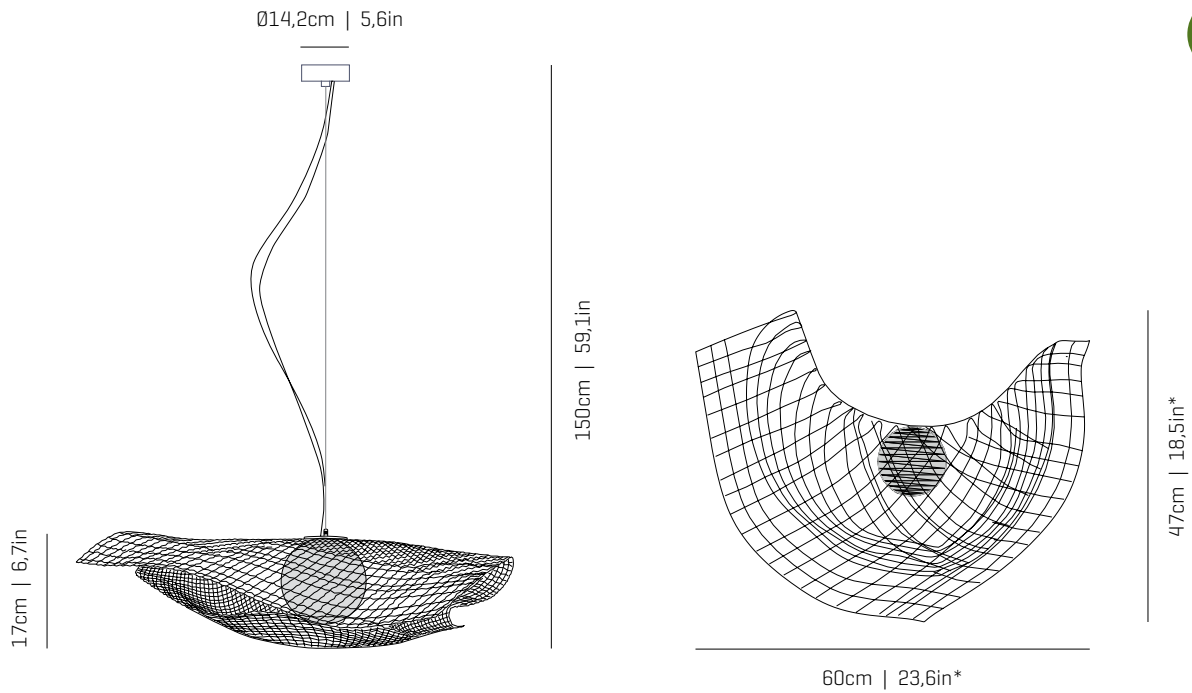 Ø14,2cm | 5,6in
150cm | 59,1in
17cm | 6,7in
47cm | 18,5in*
60cm | 23,6in*